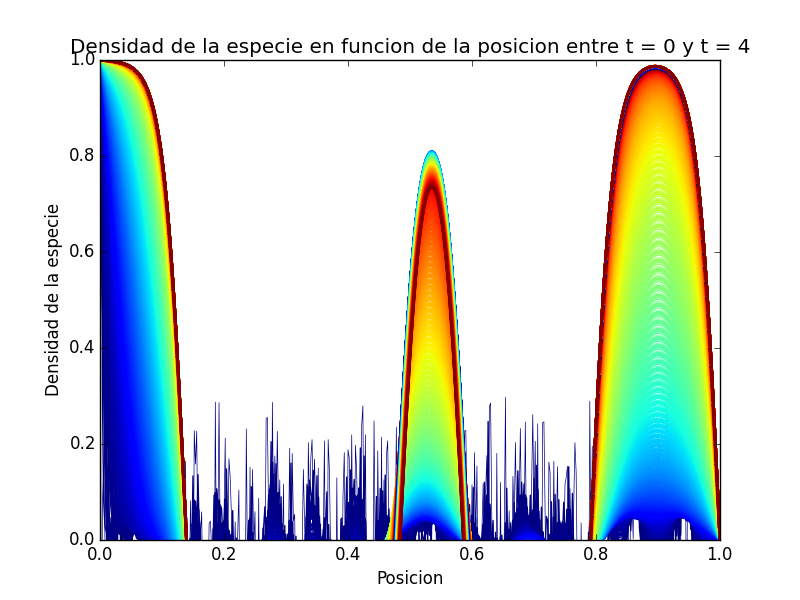 Densidad de la especie en funcion de la posicion entre t = 0 y t = 4
1.0
0.8
0.6
0.4
0.2
0.0
Densidad de la especie
0.0 0.2 0.4 0.6 0.8 1.0
Posicion